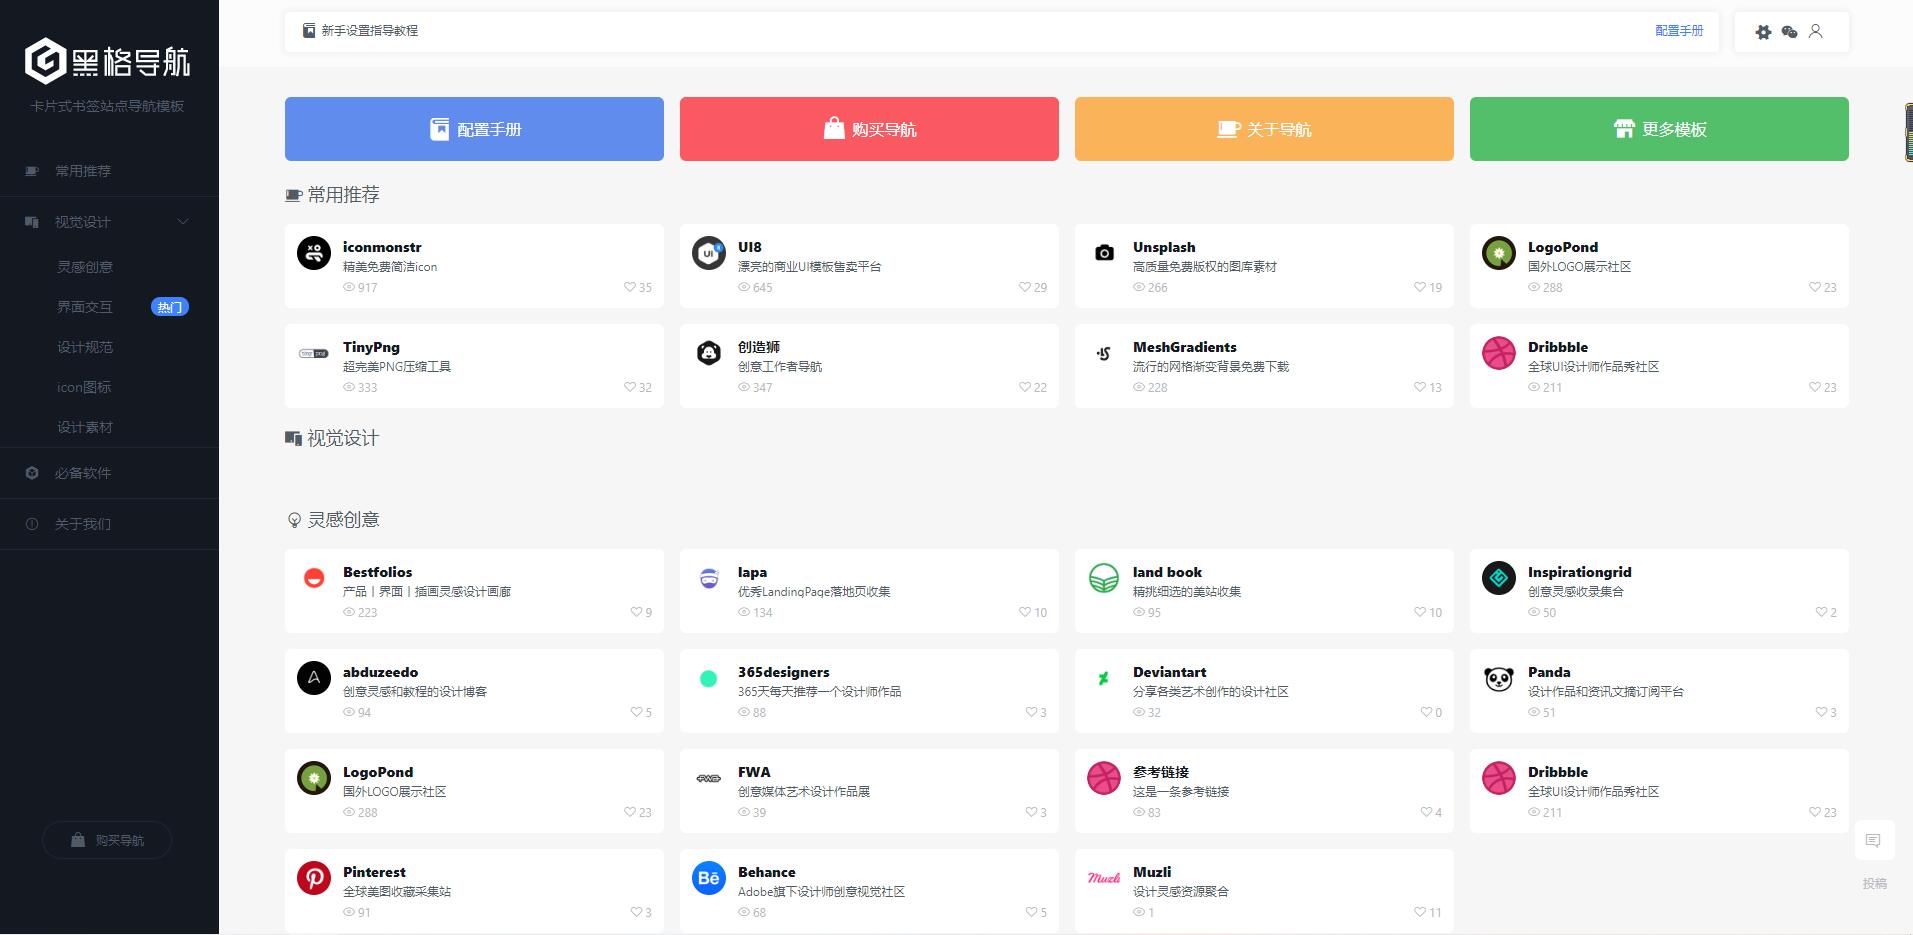 黑格导航
卡片式书签站点导航模板
常用推荐
视觉设计
灵感创意
界面交互 热门
设计规范
icon图标
设计素材
必备软件
关于我们
购买导航
新手设置指导教程 配置手册
配置手册 购买导航 关于导航 更多模板
常用推荐
iconmonstr
精美免费简洁icon
917 35
UI8
漂亮的商业UI模板售卖平台
645 29
Unsplash
高质量免费版权的图库素材
266 19
LogoPond
国外LOGO展示社区
288 23
TinyPng
超完美PNG压缩工具
333 32
创造狮
创意工作者导航
347 22
MeshGradients
流行的网格渐变背景免费下载
228 13
Dribbble
全球UI设计师作品秀社区
211 23
视觉设计
灵感创意
Bestfolios
产品丨界面丨插画灵感设计画廊
223 9
lapa
优秀LandingPage落地页收集
134 10
land book
精挑细选的美站收集
95 10
Inspirationgrid
创意灵感收录集合
50 2
abduzeedo
创意灵感和教程的设计博客
94 5
365designers
365天每天推荐一个设计师作品
88 3
Deviantart
分享各类艺术创作的设计社区
32 0
Panda
设计作品和资讯文摘订阅平台
51 3
LogoPond
国外LOGO展示社区
288 23
FWA
创意媒体艺术设计作品展
39 3
参考链接
这是一条参考链接
83 4
Dribbble
全球UI设计师作品秀社区
211 23
Pinterest
全球美图收藏采集站
91 3
Behance
Adobe旗下设计师创意视觉社区
68 5
Muzli
设计灵感资源聚合
1 11
投稿